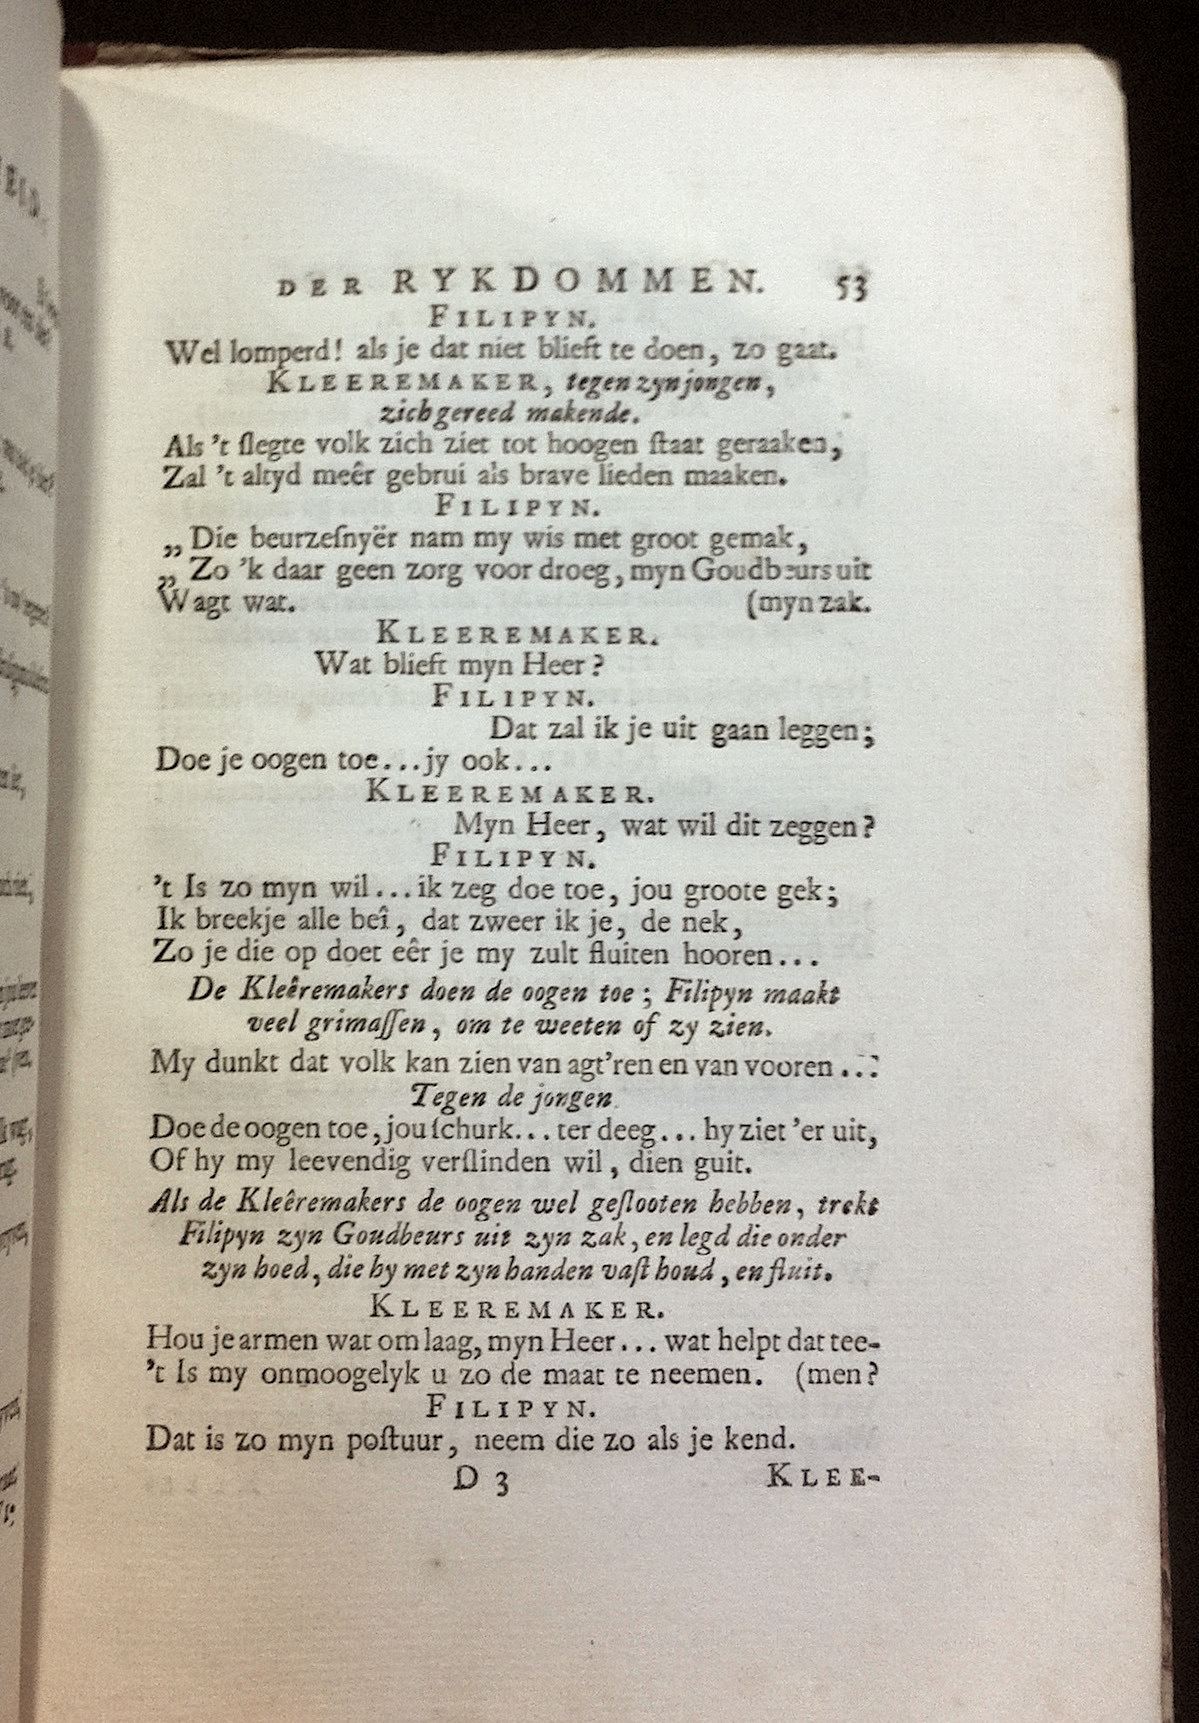 DER RYKDOMMEN. 53
FILIPYN.
Wel lomperd! als je dat niet blieft te doen, zo gaat.
KLEEREMAKER, tegen zyn jongen,
zich gereed makende.
Als 't slegte volk zich ziet tot hoogen staat geraaken,
Zal 't altyd meêr gebrui als brave lieden maaken.
FILIPYN.
„ Die beurzesnyër nam my wis met groot gemak,
„ Zo 'k daar geen zorg voor droeg, myn Goudbeurs uit
Wagt wat. (myn zak.
KLEEREMAKER.
Wat blieft myn Heer?
FILIPYN.
Dat zal ik je uit gaan leggen;
Doe je oogen toe...jy ook...
KLEEREMAKER.
Myn Heer, wat wil dit zeggen?
FILIPYN.
't Is zo myn wil...ik zeg doe toe, jou groote gek;
Ik breekje alle beî, dat zweer ik je, de nek,
Zo je die op doet eêr je my zult fluiten hooren...
De Kleêremakers doen de oogen toe; Filipyn maakt
veel grimassen, om te weeten of zy zien.
My dunkt dat volk kan zien van agt'ren en van vooren...
Tegen de jongen.
Doe de oogen toe, jou schurk... ter deeg... hy ziet 'er uit,
Of hy my leevendig verslinden wil, dien guit.
Als de Kleêremakers de oogen wel geslooten hebben, trekt
Filipyn zyn Goudbeurs uit zyn zak, en legd die onder
zyn hoed, die hy met zyn handen vast houd, en fluit.
KLEEREMAKER.
Hou je armen wat om laag, myn Heer... wat helpt dat tee-
't Is my onmoogelyk u zo de maat te neemen. (men?
FILIPYN.
Dat is zo myn postuur, neem die zo als je kend.
D 3 KLEE-